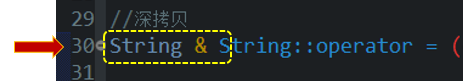 29 //深拷贝
30 String & String::operator = (
31